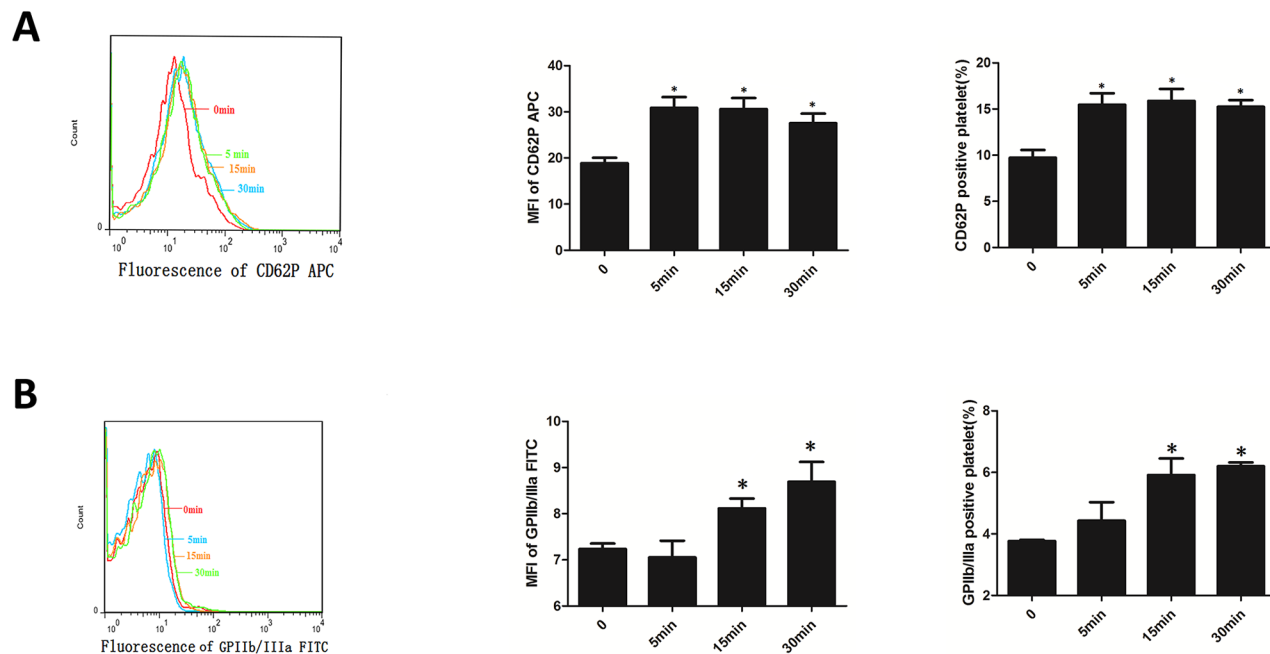 A
Count
0min
5 min
15min
30min
0
10^0 10^1 10^2 10^3 10^4
Fluorescence of CD62P APC
MFI of CD62P APC
40
30
20
10
0
* * *
0 5min 15min 30min
CD62P positive platelet(%)
20
15
10
5
0
* * *
0 5min 15min 30min
B
Count
0min
5min
15min
30min
0
10^0 10^1 10^2 10^3 10^4
Fluorescence of GPIIb/IIIa FITC
MFI of GPIIb/IIIa FITC
10
9
8
7
6
* *
0 5min 15min 30min
GPIIb/IIIa positive platelet(%)
8
6
4
2
* *
0 5min 15min 30min